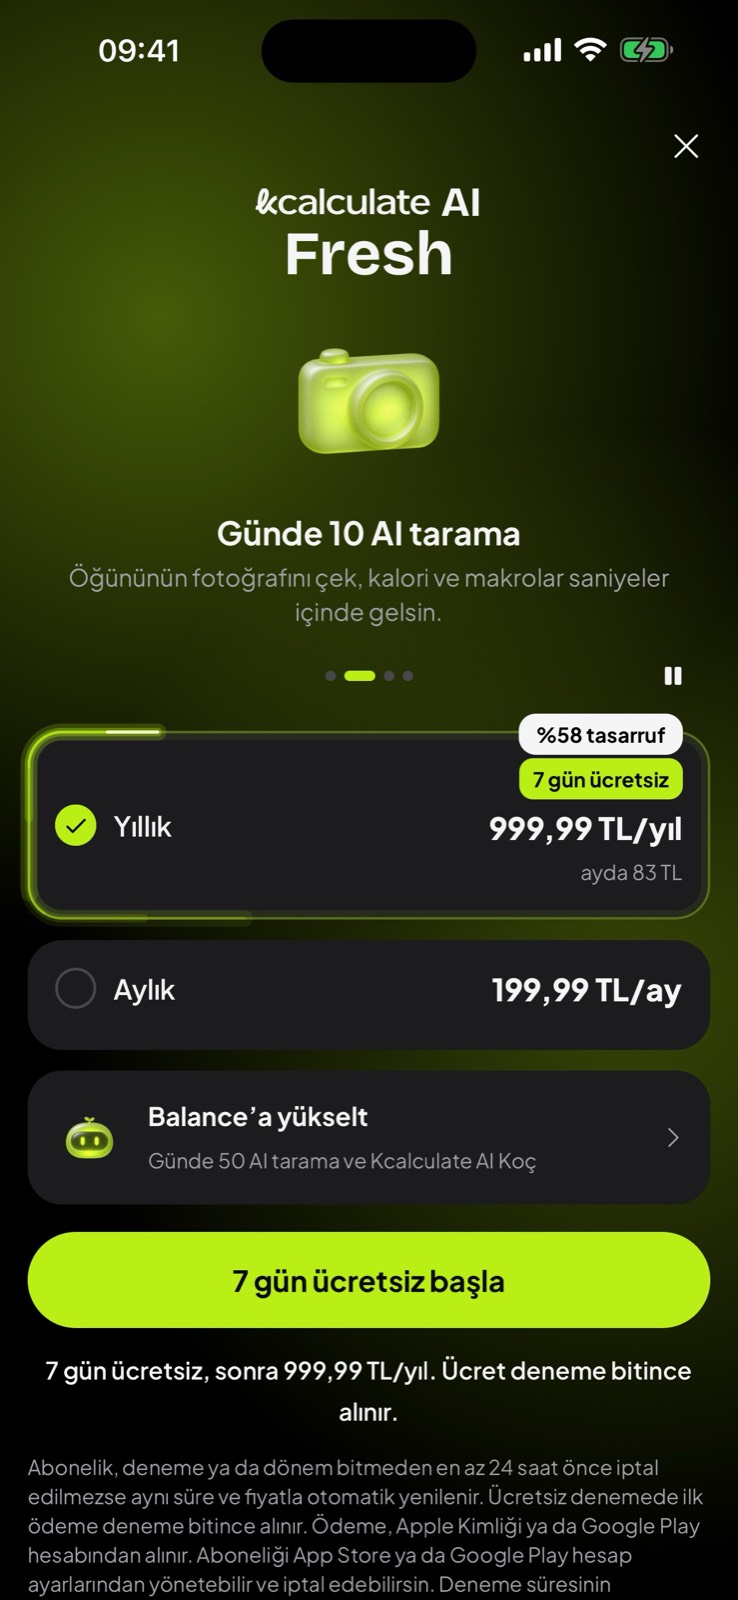 09:41
kcalculate AI
Fresh
Günde 10 AI tarama
Öğününün fotoğrafını çek, kalori ve makrolar saniyeler
içinde gelsin.
%58 tasarruf
7 gün ücretsiz
Yıllık
999,99 TL/yıl
ayda 83 TL
Aylık
199,99 TL/ay
Balance’a yükselt
Günde 50 AI tarama ve Kcalculate AI Koç
7 gün ücretsiz başla
7 gün ücretsiz, sonra 999,99 TL/yıl. Ücret deneme bitince
alınır.
Abonelik, deneme ya da dönem bitmeden en az 24 saat önce iptal
edilmezse aynı süre ve fiyatla otomatik yenilenir. Ücretsiz denemede ilk
ödeme deneme bitince alınır. Ödeme, Apple Kimliği ya da Google Play
hesabından alınır. Aboneliği App Store ya da Google Play hesap
ayarlarından yönetebilir ve iptal edebilirsin. Deneme süresinin